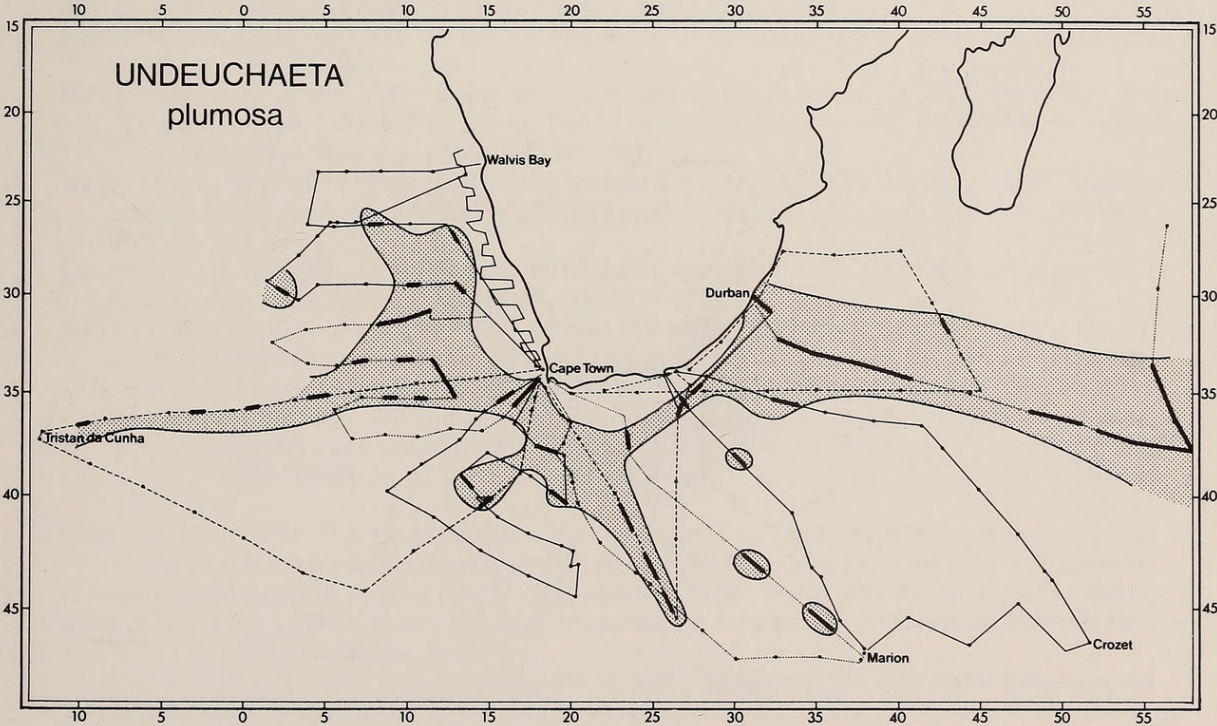 10 5 0 5 10 15 20 25 30 35 40 45 50 55
15 15
UNDEUCHAETA
plumosa
20 20
Walvis Bay
25 25
Durban
30 30
Cape Town
35 35
Tristan da Cunha
40 40
45 45
Marion
Crozet
10 5 0 5 10 15 20 25 30 35 40 45 50 55